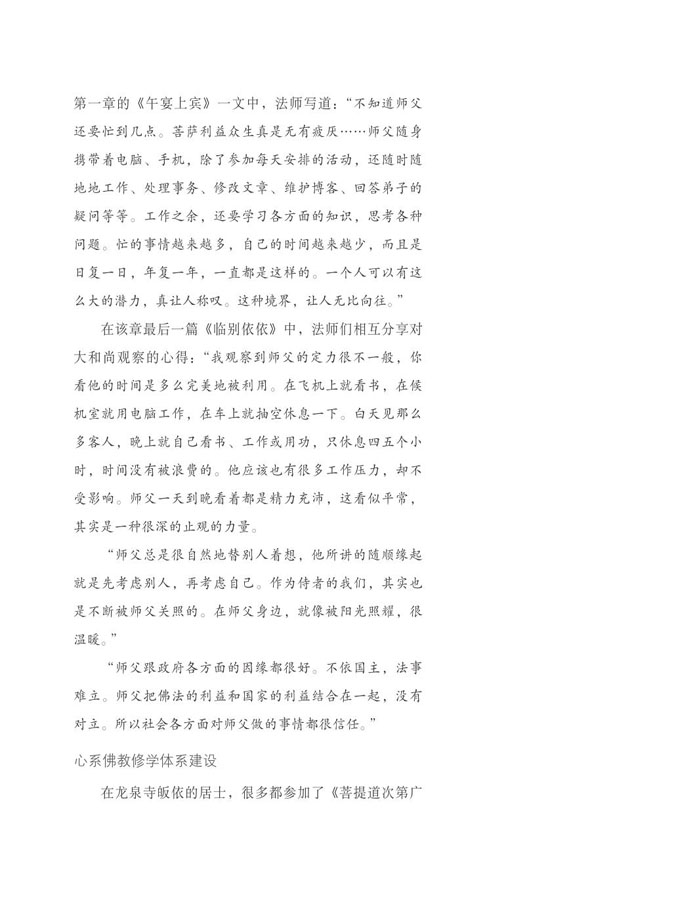 第一章的《午宴上宾》一文中，法师写道：“不知道师父
还要忙到几点。菩萨利益众生真是无有疲厌……师父随身
携带着电脑、手机，除了参加每天安排的活动，还随时随
地地工作、处理事务、修改文章、维护博客、回答弟子的
疑问等等。工作之余，还要学习各方面的知识，思考各种
问题。忙的事情越来越多，自己的时间越来越少，而且是
日复一日，年复一年，一直都是这样的。一个人可以有这
么大的潜力，真让人称叹。这种境界，让人无比向往。”
在该章最后一篇《临别依依》中，法师们相互分享对
大和尚观察的心得：“我观察到师父的定力很不一般，你
看他的时间是多么完美地被利用。在飞机上就看书，在候
机室就用电脑工作，在车上就抽空休息一下。白天见那么
多客人，晚上就自己看书、工作或用功，只休息四五个小
时，时间没有被浪费的。他应该也有很多工作压力，却不
受影响。师父一天到晚看着都是精力充沛，这看似平常，
其实是一种很深的止观的力量。
“师父总是很自然地替别人着想，他所讲的随顺缘起
就是先考虑别人，再考虑自己。作为侍者的我们，其实也
是不断被师父关照的。在师父身边，就像被阳光照耀，很
温暖。”
“师父跟政府各方面的因缘都很好。不依国主，法事
难立。师父把佛法的利益和国家的利益结合在一起，没有
对立。所以社会各方面对师父做的事情都很信任。”
心系佛教修学体系建设
在龙泉寺皈依的居士，很多都参加了《菩提道次第广